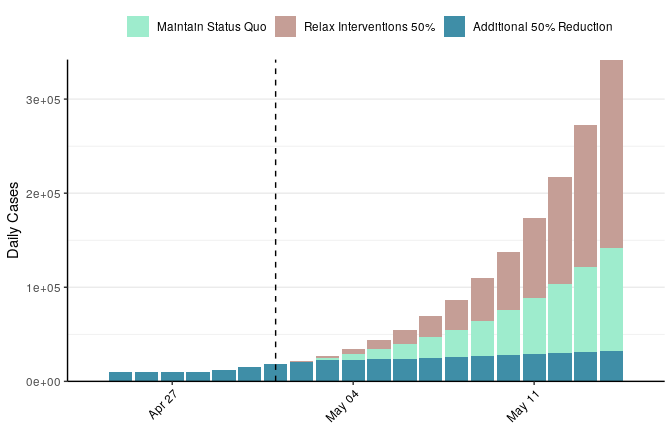 Maintain Status Quo Relax Interventions 50% Additional 50% Reduction
Daily Cases
3e+05
2e+05
1e+05
0e+00
Apr 27 May 04 May 11